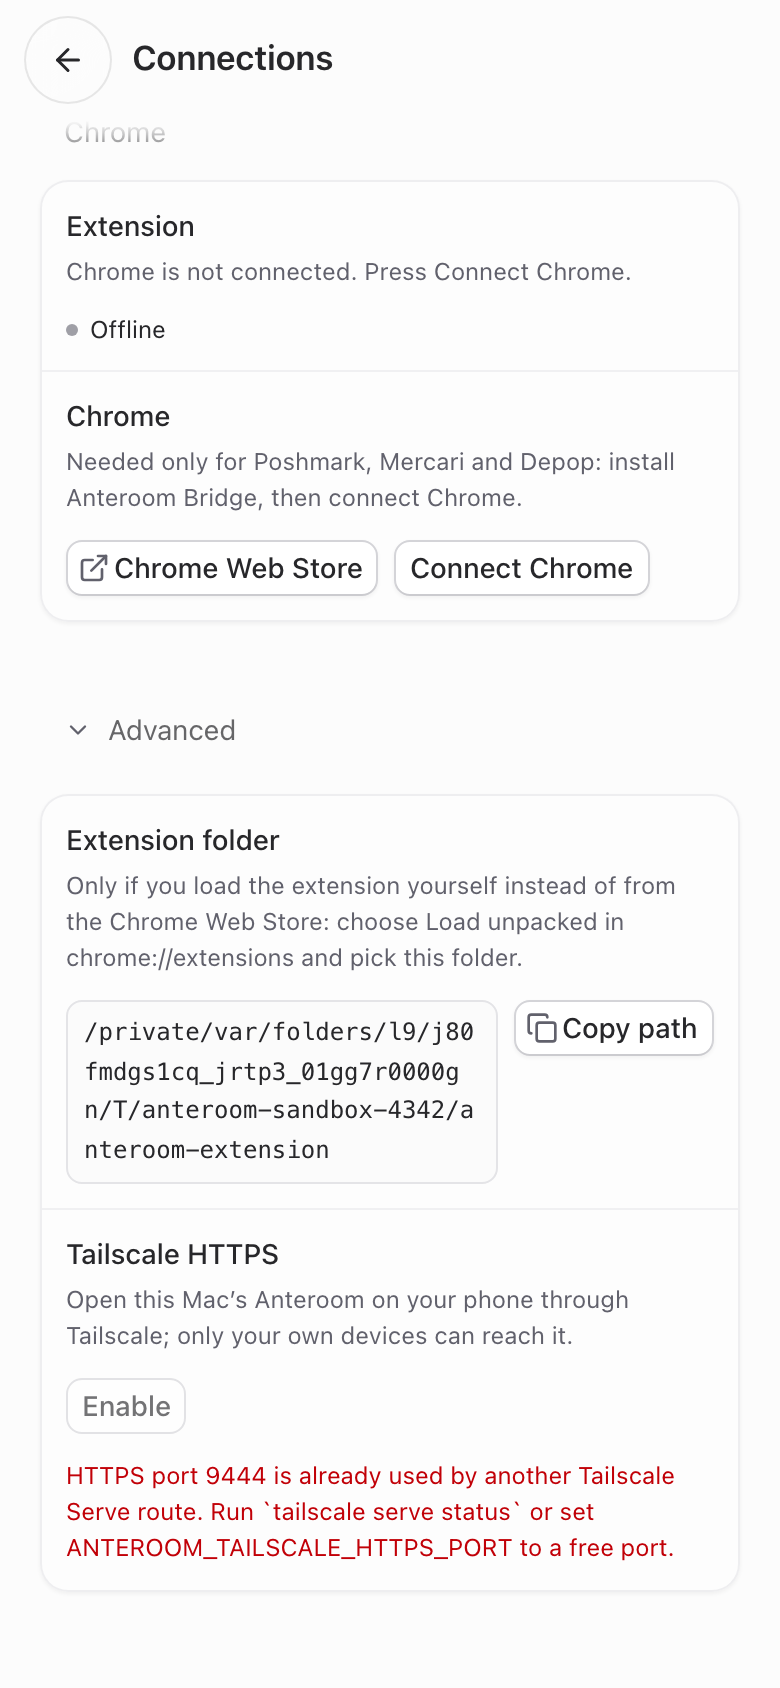 Connections
Chrome
Extension
Chrome is not connected. Press Connect Chrome.
Offline
Chrome
Needed only for Poshmark, Mercari and Depop: install
Anteroom Bridge, then connect Chrome.
Chrome Web Store
Connect Chrome
Advanced
Extension folder
Only if you load the extension yourself instead of from
the Chrome Web Store: choose Load unpacked in
chrome://extensions and pick this folder.
/private/var/folders/l9/j80
fmdgs1cq_jrtp3_01gg7r0000g
n/T/anteroom-sandbox-4342/a
nteroom-extension
Copy path
Tailscale HTTPS
Open this Mac’s Anteroom on your phone through
Tailscale; only your own devices can reach it.
Enable
HTTPS port 9444 is already used by another Tailscale
Serve route. Run `tailscale serve status` or set
ANTEROOM_TAILSCALE_HTTPS_PORT to a free port.